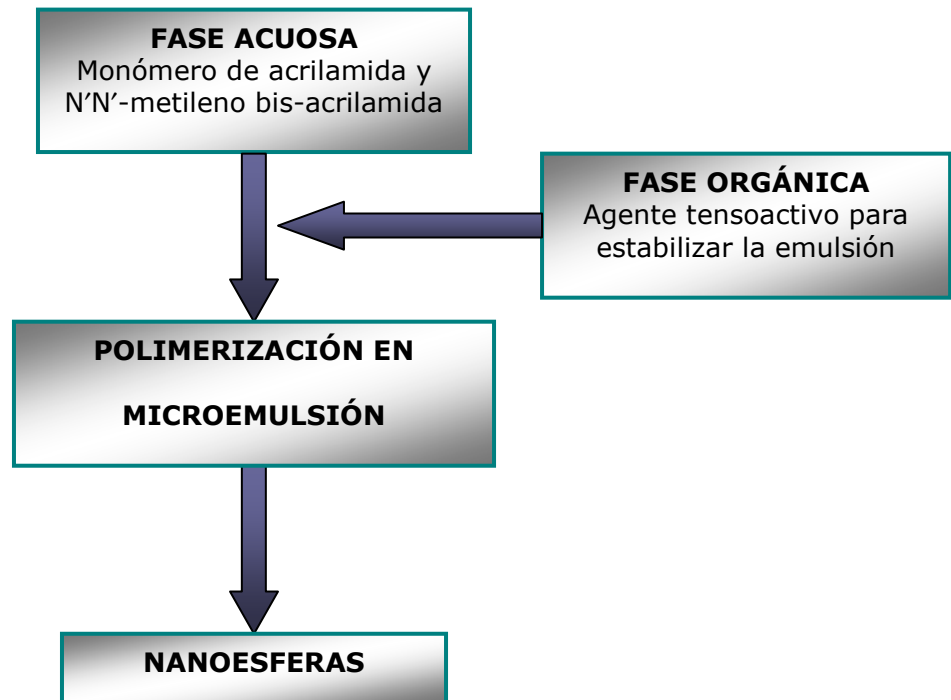 FASE ACUOSA
Monómero de acrilamida y
N′N′-metileno bis-acrilamida
FASE ORGÁNICA
Agente tensoactivo para
estabilizar la emulsión
POLIMERIZACIÓN EN
MICROEMULSIÓN
NANOESFERAS